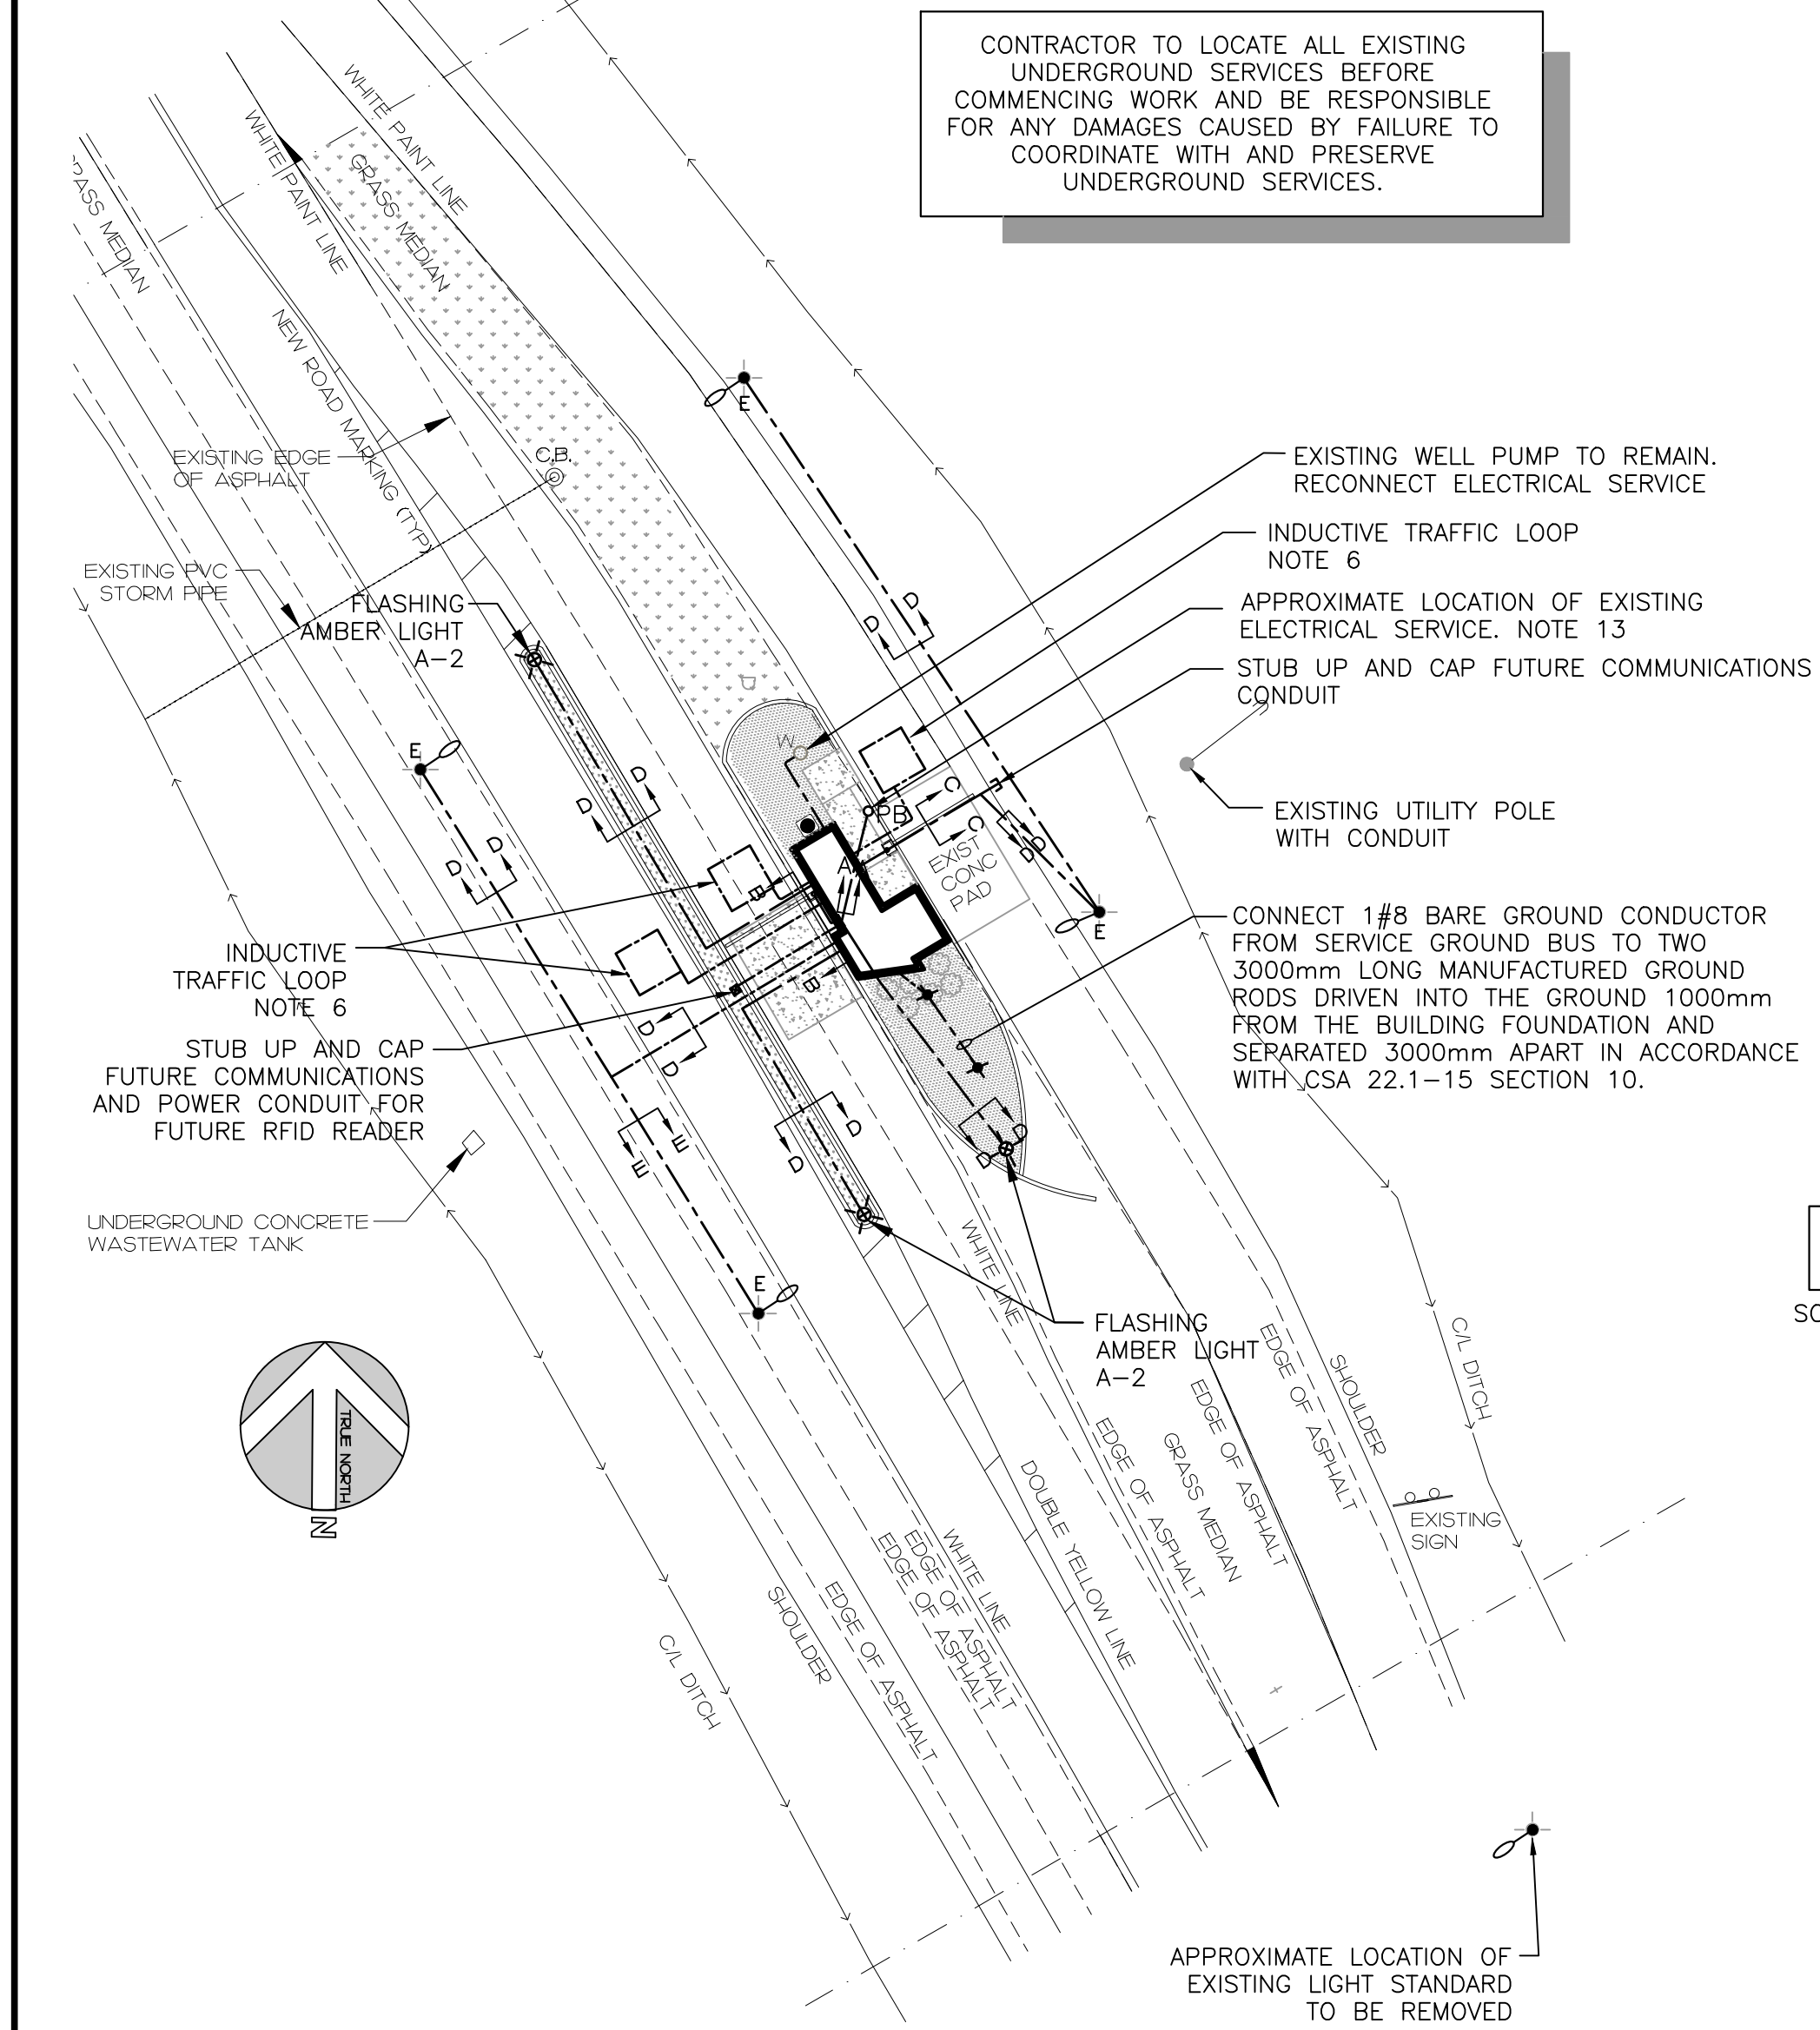 CONTRACTOR TO LOCATE ALL EXISTING
UNDERGROUND SERVICES BEFORE
COMMENCING WORK AND BE RESPONSIBLE
FOR ANY DAMAGES CAUSED BY FAILURE TO
COORDINATE WITH AND PRESERVE
UNDERGROUND SERVICES.
WHITE PAINT LINE
WHITE PAINT LINE
GRASS MEDIAN
MEDIAN
NEW ROAD MARKING (TYP)
EXISTING EDGE
OF ASPHALT
C.B.
E
EXISTING PVC
STORM PIPE
FLASHING
AMBER LIGHT
A-2
EXISTING WELL PUMP TO REMAIN.
RECONNECT ELECTRICAL SERVICE
INDUCTIVE TRAFFIC LOOP
NOTE 6
APPROXIMATE LOCATION OF EXISTING
ELECTRICAL SERVICE. NOTE 13
STUB UP AND CAP FUTURE COMMUNICATIONS
CONDUIT
EXISTING UTILITY POLE
WITH CONDUIT
D
D
D
W
E
D
D
D
D
PB
C
C
D
D
A
A
B
B
EXIST
CONC
PAD
E
CONNECT 1#8 BARE GROUND CONDUCTOR
FROM SERVICE GROUND BUS TO TWO
3000mm LONG MANUFACTURED GROUND
RODS DRIVEN INTO THE GROUND 1000mm
FROM THE BUILDING FOUNDATION AND
SEPARATED 3000mm APART IN ACCORDANCE
WITH CSA 22.1-15 SECTION 10.
INDUCTIVE
TRAFFIC LOOP
NOTE 6
STUB UP AND CAP
FUTURE COMMUNICATIONS
AND POWER CONDUIT FOR
FUTURE RFID READER
D
D
E
E
D
D
D
D
UNDERGROUND CONCRETE
WASTEWATER TANK
E
FLASHING
AMBER LIGHT
A-2
TRUE NORTH
N
WHITE LINE
C/L DITCH
SHOULDER
EDGE OF ASPHALT
EDGE OF ASPHALT
GRASS MEDIAN
EDGE OF ASPHALT
DOUBLE YELLOW LINE
WHITE LINE
EDGE OF ASPHALT
EDGE OF ASPHALT
EDGE OF ASPHALT
SHOULDER
C/L DITCH
EXISTING
SIGN
APPROXIMATE LOCATION OF
EXISTING LIGHT STANDARD
TO BE REMOVED